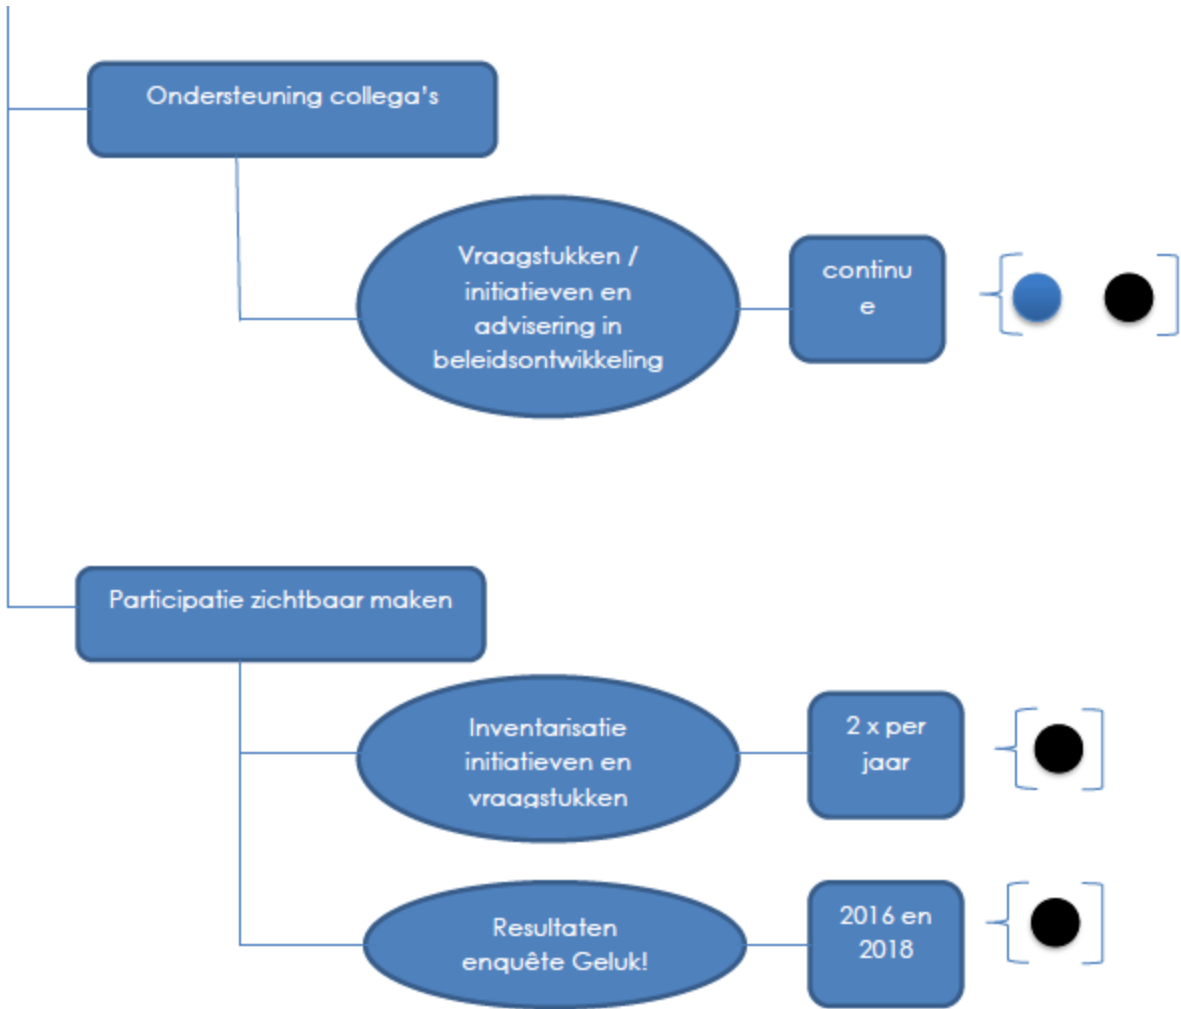 Ondersteuning collega's
Vraagstukken /
initiatieven en
advisering in
beleidsontwikkeling
continu
e
Participatie zichtbaar maken
Inventarisatie
initiatieven en
vraagstukken
2 x per
jaar
Resultaten
enquête Geluk!
2016 en
2018